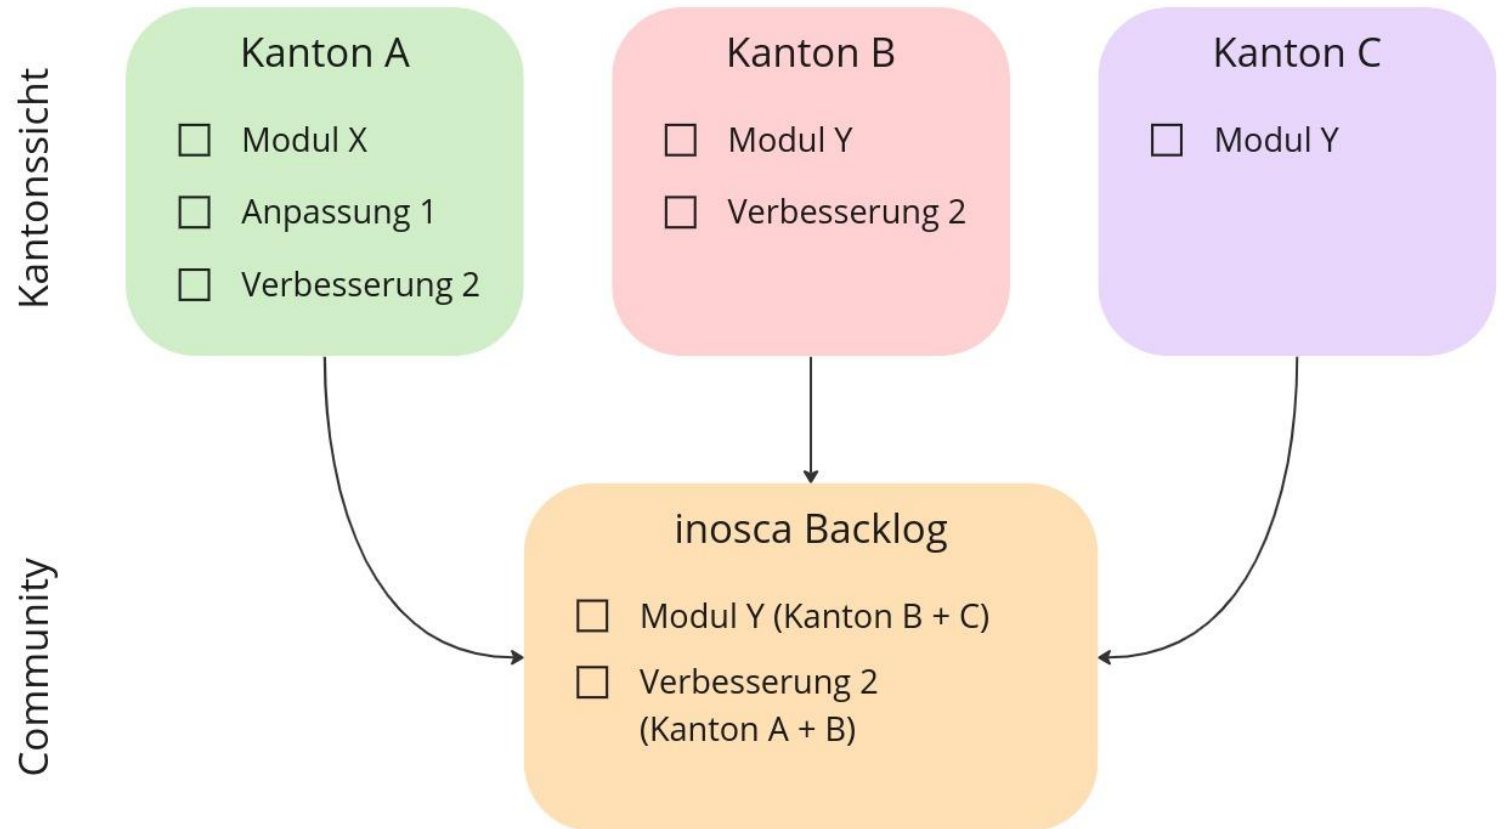 Kantonssicht
Kanton A
Modul X
Anpassung 1
Verbesserung 2
Kanton B
Modul Y
Verbesserung 2
Kanton C
Modul Y
Community
inosca Backlog
Modul Y (Kanton B + C)
Verbesserung 2
(Kanton A + B)